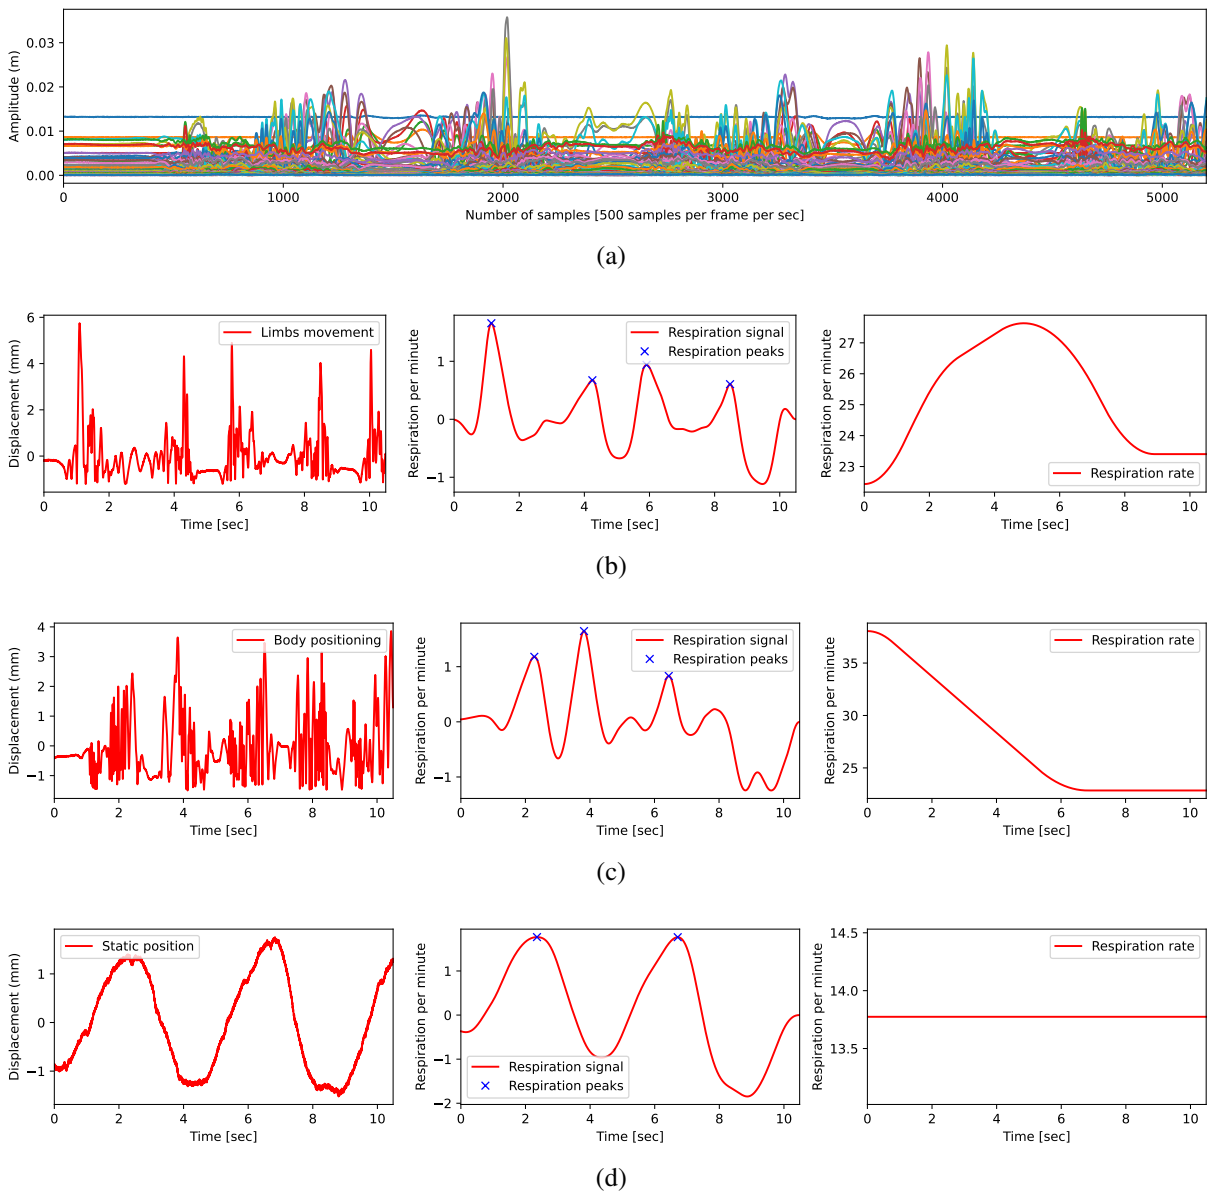 Amplitude (m)
0.03
0.02
0.01
0.00
0 1000 2000 3000 4000 5000
Number of samples [500 samples per frame per sec]
(a)
Displacement (mm)
6
4
2
0
Limbs movement
0 2 4 6 8 10
Time [sec]
Respiration per minute
1
0
−1
Respiration signal
Respiration peaks
0 2 4 6 8 10
Time [sec]
Respiration per minute
27
26
25
24
23
Respiration rate
0 2 4 6 8 10
Time [sec]
(b)
Displacement (mm)
4
3
2
1
0
−1
Body positioning
0 2 4 6 8 10
Time [sec]
Respiration per minute
1
0
−1
Respiration signal
Respiration peaks
0 2 4 6 8 10
Time [sec]
Respiration per minute
35
30
25
Respiration rate
0 2 4 6 8 10
Time [sec]
(c)
Displacement (mm)
1
0
−1
Static position
0 2 4 6 8 10
Time [sec]
Respiration per minute
1
0
−1
−2
Respiration signal
Respiration peaks
0 2 4 6 8 10
Time [sec]
Respiration per minute
14.5
14.0
13.5
Respiration rate
0 2 4 6 8 10
Time [sec]
(d)